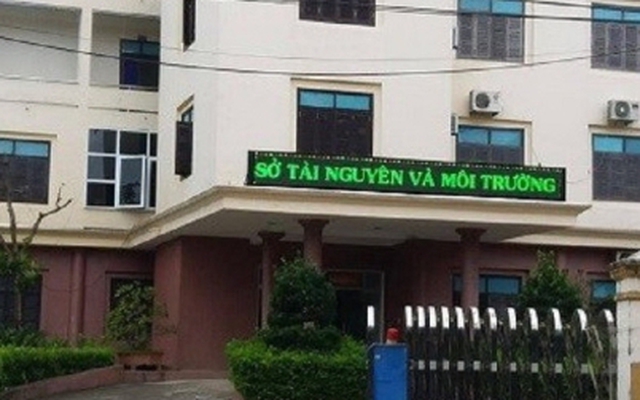 SỞ TÀI NGUYÊN VÀ MÔI TRƯỜNG